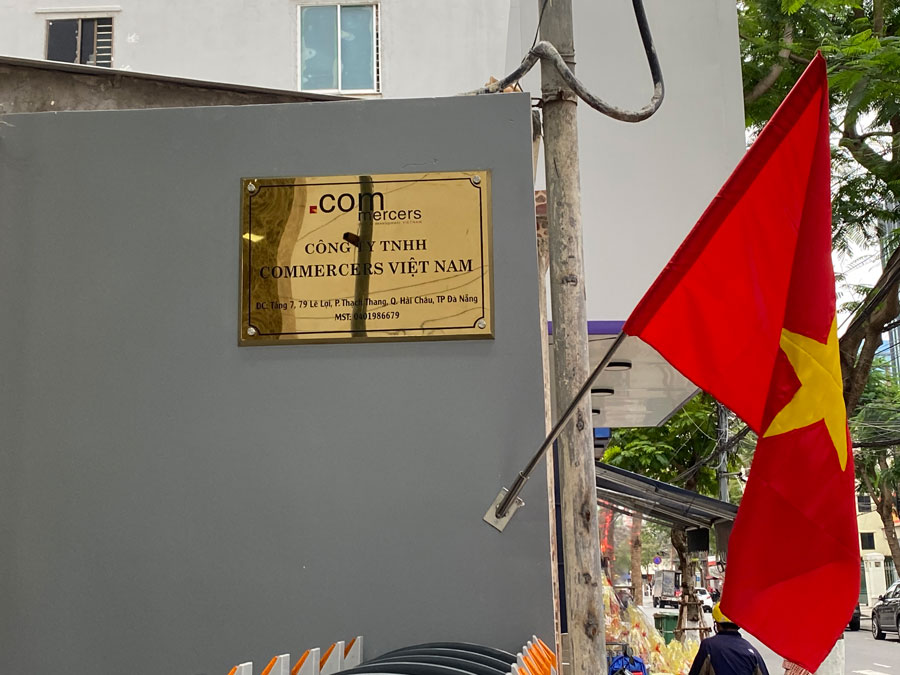 .com
mercers
CÔNG TY TNHH
COMMERCERS VIỆT NAM
ĐC: Tầng 7, 79 Lê Lợi, P. Thạch Thang, Q. Hải Châu, TP Đà Nẵng
MST: 0401986679